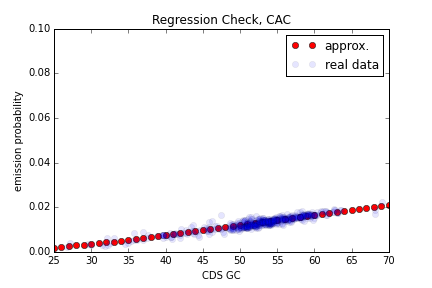 Regression Check, CAC
0.10
approx.
real data
0.08
0.06
emission probability
0.04
0.02
0.00
25 30 35 40 45 50 55 60 65 70
CDS GC